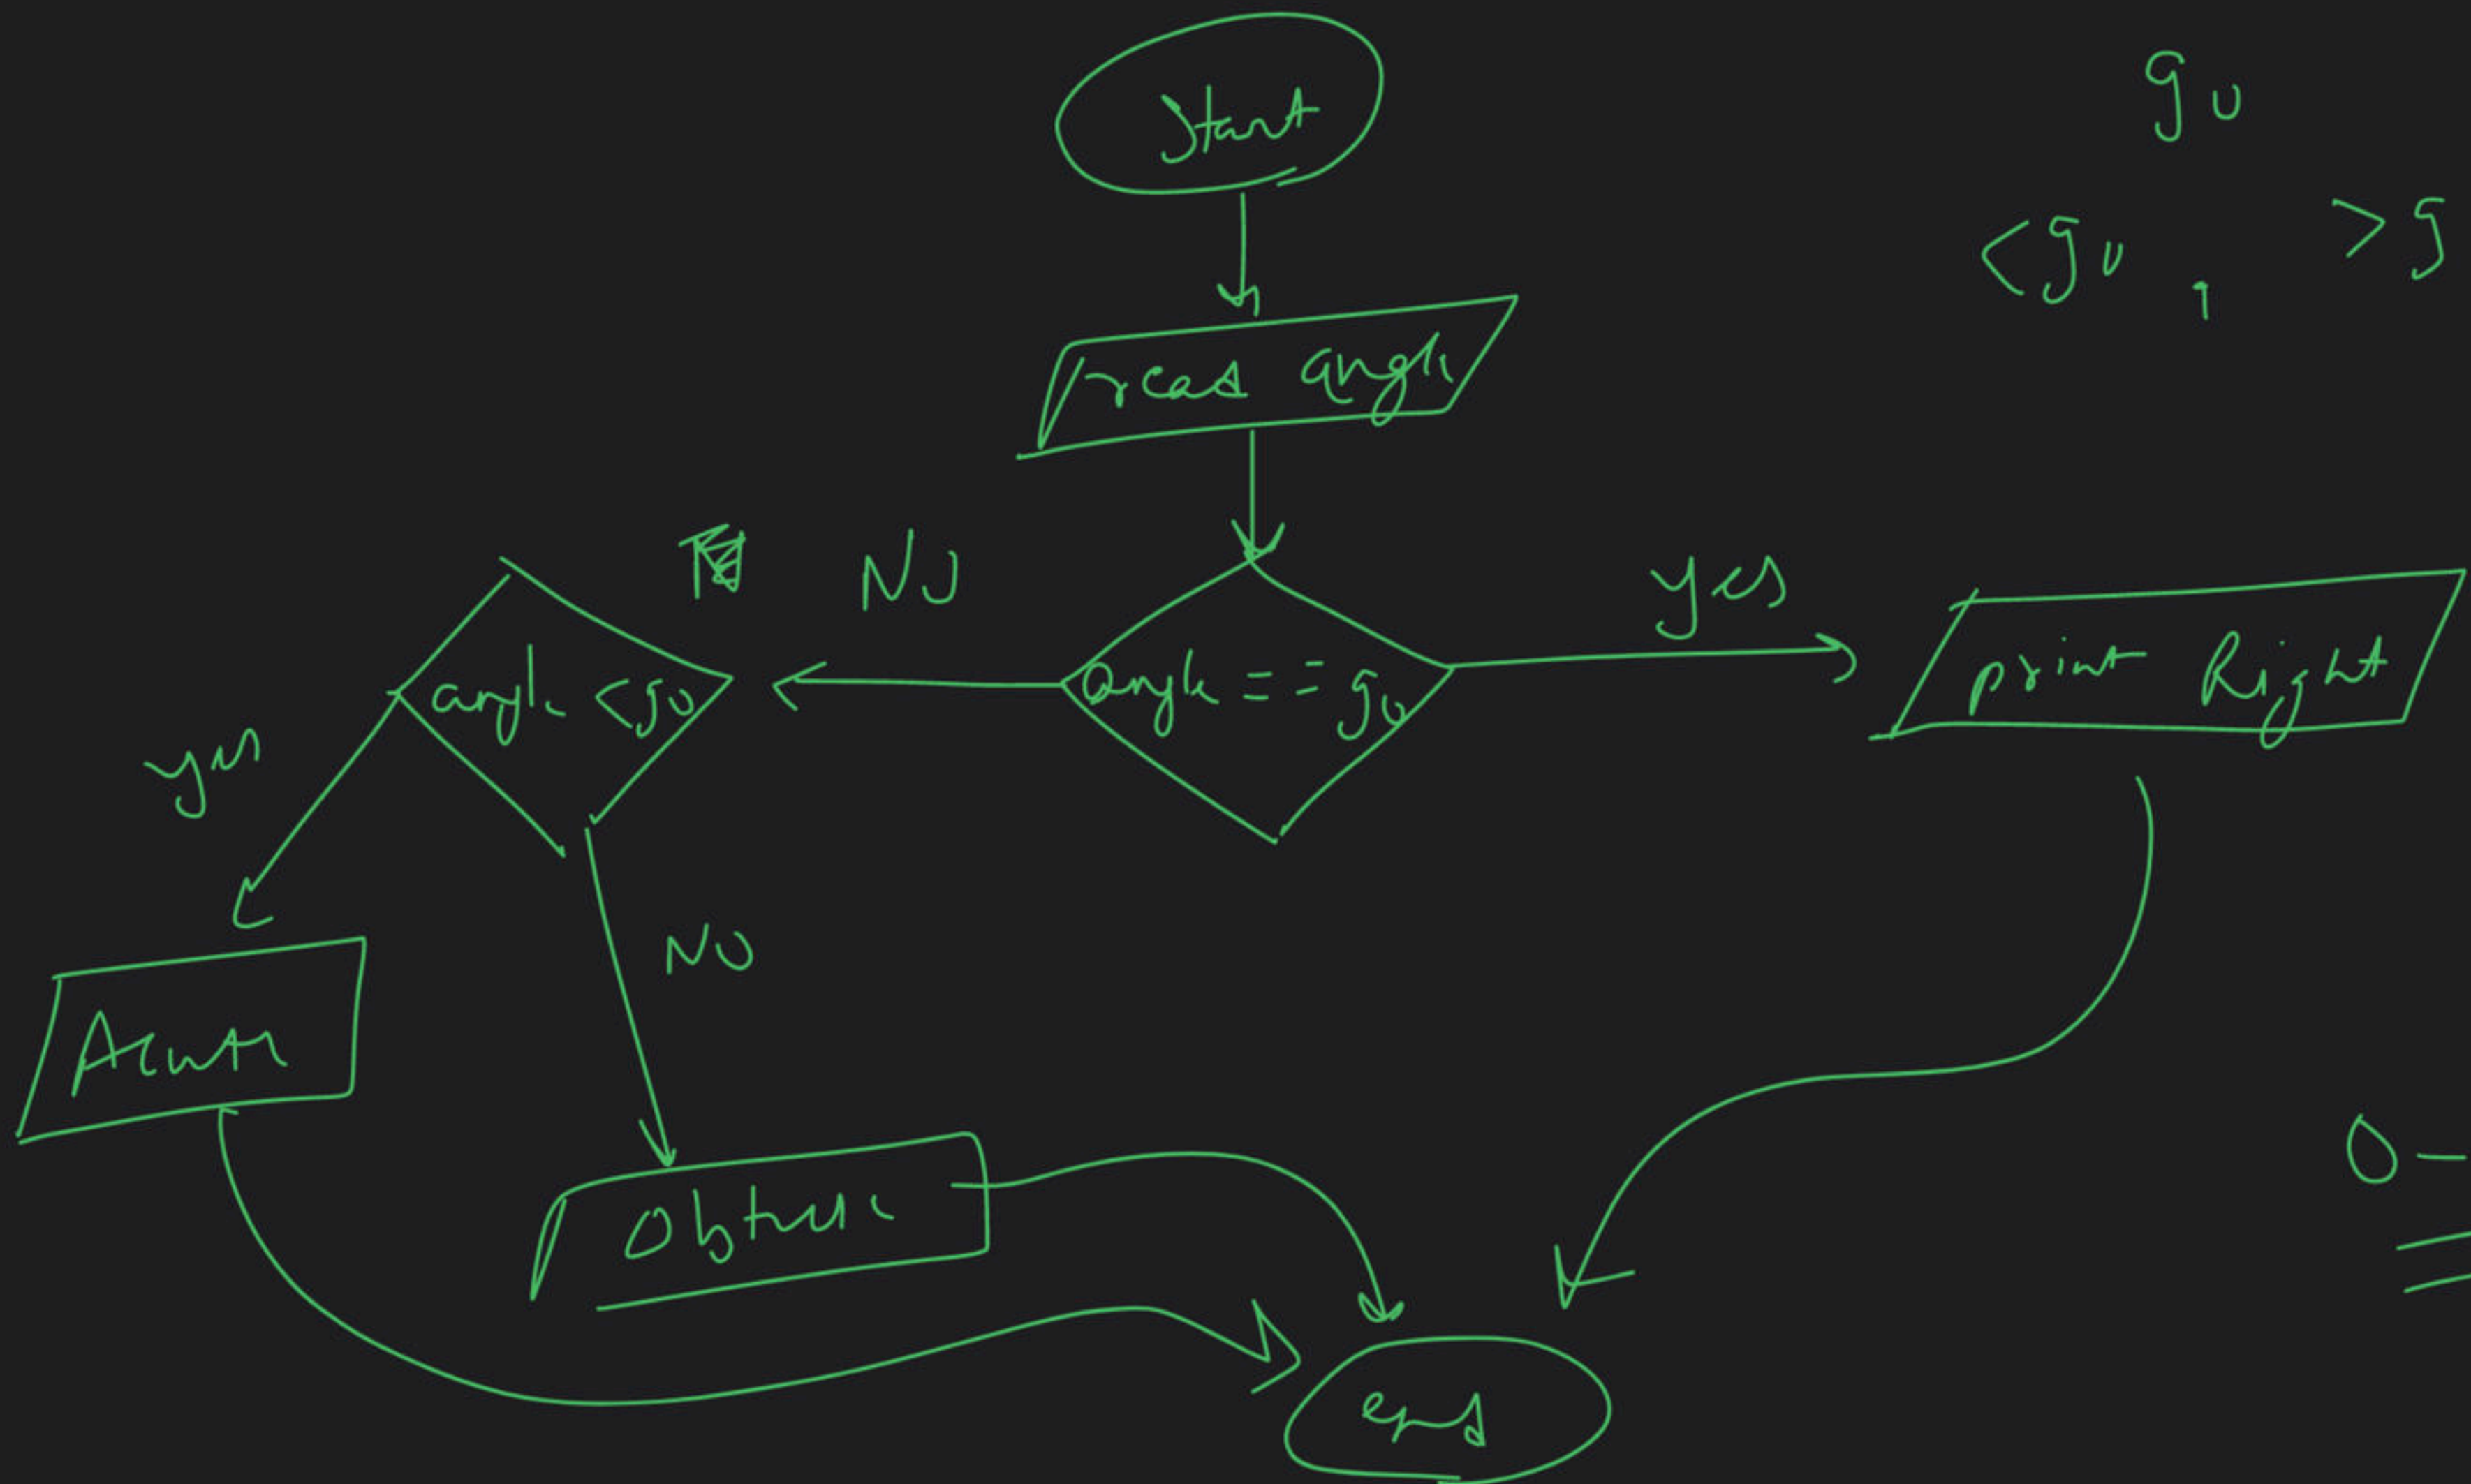 Start
90
<90 , >9
read angle
No
Yes
angle <90
angle == 90
print Right
yes
No
Acute
Obtuse
0-
end